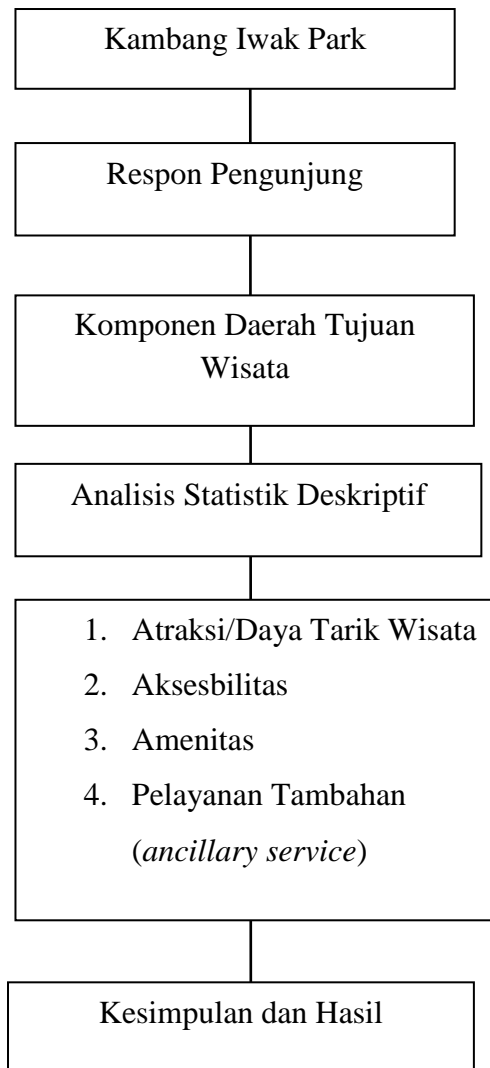 Kambang Iwak Park
Respon Pengunjung
Komponen Daerah Tujuan
Wisata
Analisis Statistik Deskriptif
1. Atraksi/Daya Tarik Wisata
2. Aksesbilitas
3. Amenitas
4. Pelayanan Tambahan
(ancillary service)
Kesimpulan dan Hasil